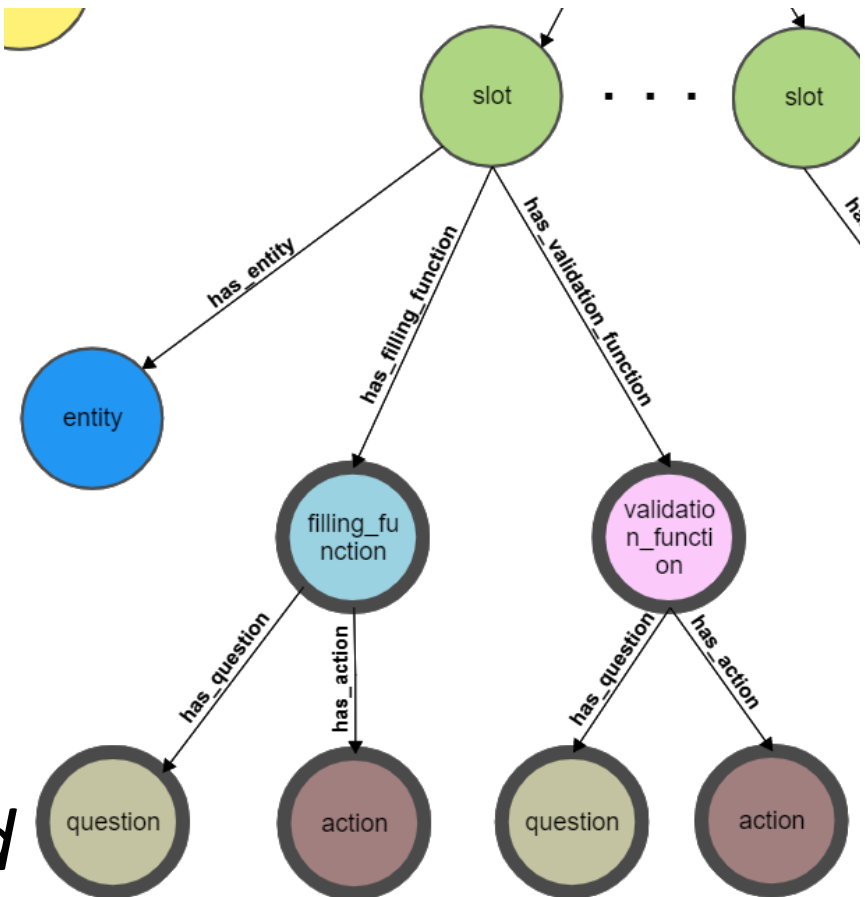 slot
. . .
slot
has_entity
has_filling_function
has_validation_function
entity
filling_fu
nction
validatio
n_functi
on
has_question
has_action
has_question
has_action
question
action
question
action